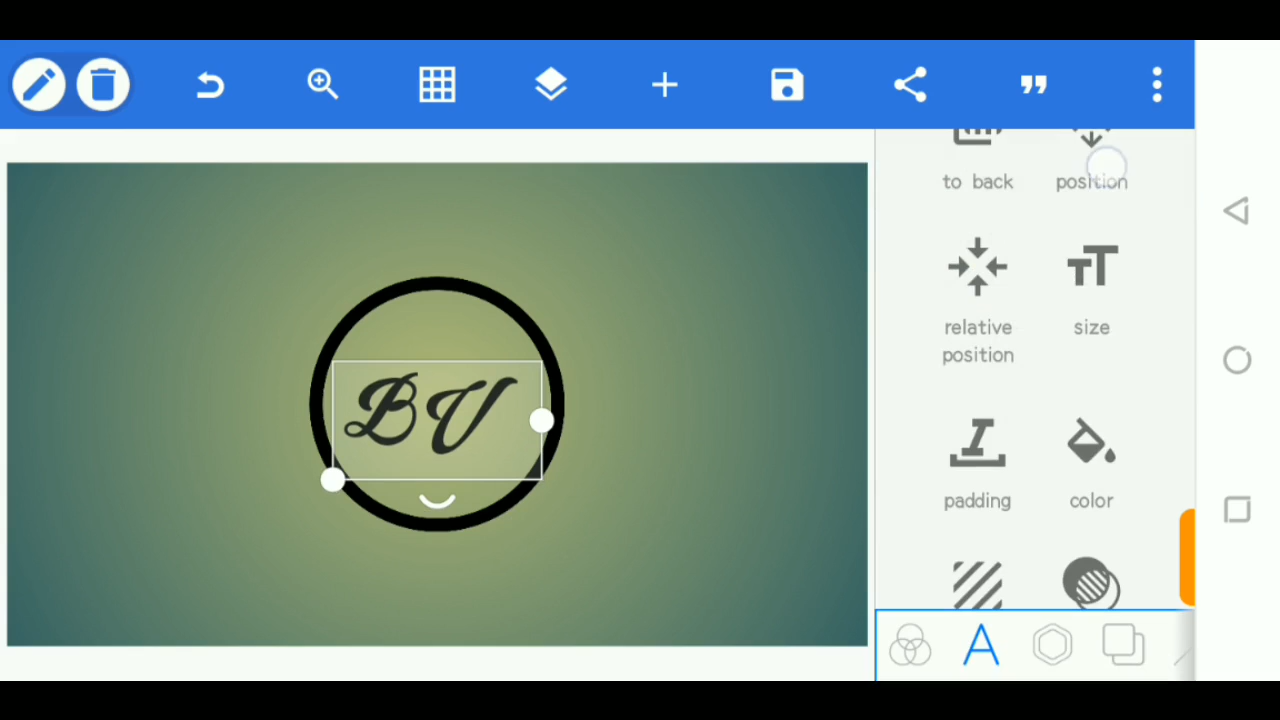 to back position
relative position size
padding color
BV